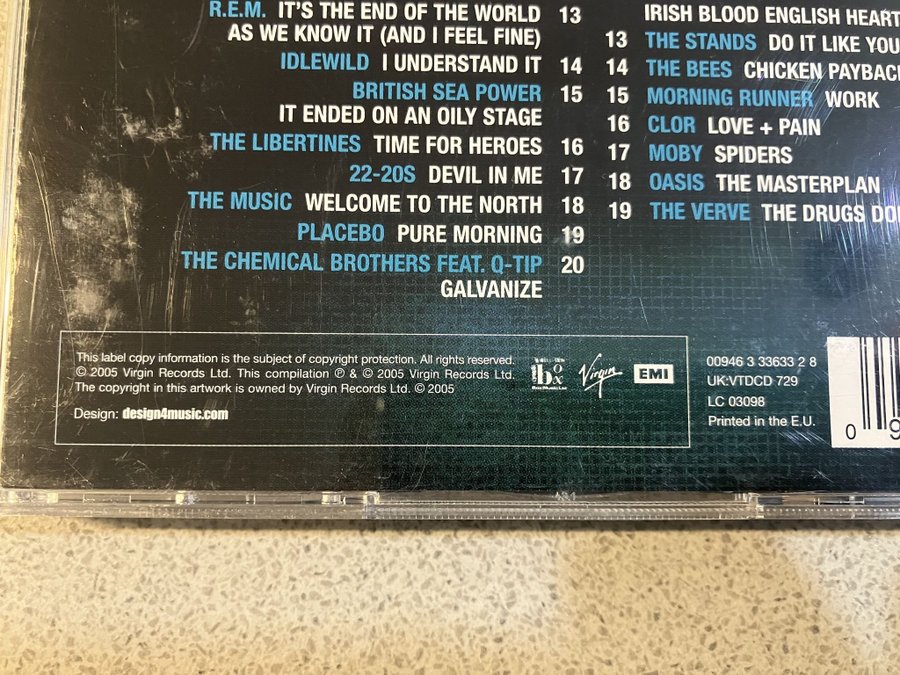 R.E.M. IT'S THE END OF THE WORLD 13
AS WE KNOW IT (AND I FEEL FINE)
IDLEWILD I UNDERSTAND IT 14
BRITISH SEA POWER 15
IT ENDED ON AN OILY STAGE
THE LIBERTINES TIME FOR HEROES 16
22-20S DEVIL IN ME 17
THE MUSIC WELCOME TO THE NORTH 18
PLACEBO PURE MORNING 19
THE CHEMICAL BROTHERS FEAT. Q-TIP 20
GALVANIZE
IRISH BLOOD ENGLISH HEART
13 THE STANDS DO IT LIKE YOU
14 THE BEES CHICKEN PAYBAC
15 MORNING RUNNER WORK
16 CLOR LOVE + PAIN
17 MOBY SPIDERS
18 OASIS THE MASTERPLAN
19 THE VERVE THE DRUGS DO
This label copy information is the subject of copyright protection. All rights reserved.
© 2005 Virgin Records Ltd. This compilation ℗ & © 2005 Virgin Records Ltd.
The copyright in this artwork is owned by Virgin Records Ltd. © 2005
Design: design4music.com
Virgin
EMI
00946 3 33633 2 8
UK:VTDCD 729
LC 03098
Printed in the E.U.
0 9